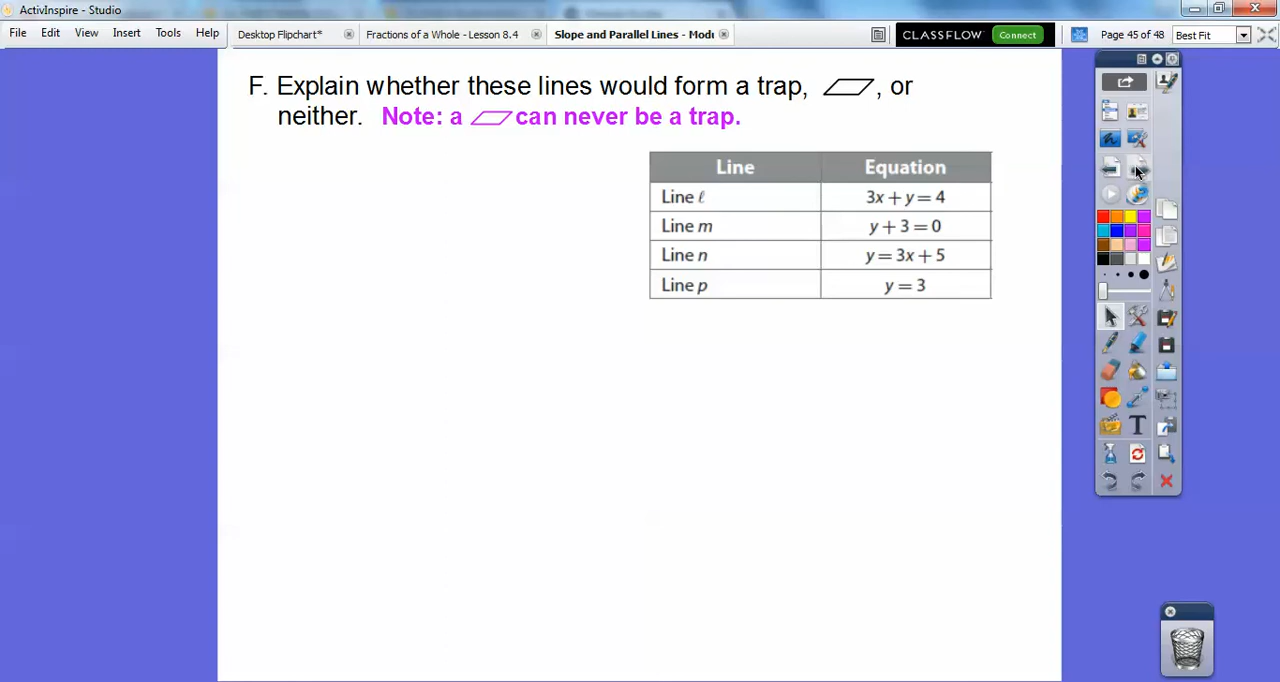 ActivInspire - Studio
File Edit View Insert Tools Help Desktop Flipchart* Fractions of a Whole - Lesson 8.4 Slope and Parallel Lines - Modu CLASSFLOW Connect Page 45 of 48 Best Fit
F. Explain whether these lines would form a trap, , or
neither. Note: a can never be a trap.
Line Equation
Line ℓ 3x + y = 4
Line m y + 3 = 0
Line n y = 3x + 5
Line p y = 3
T